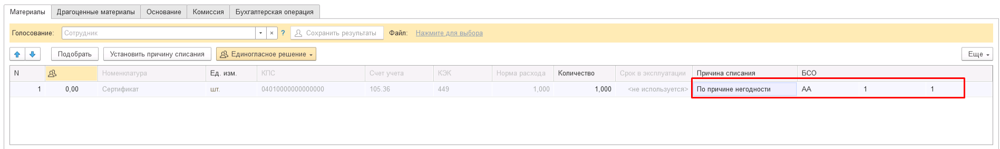 Материалы Драгоценные материалы Основание Комиссия Бухгалтерская операция
Голосование: Сотрудник ? Сохранить результаты Файл: Нажмите для выбора
Подобрать Установить причину списания Единогласное решение Еще
N Номенклатура Ед. изм. КПС Счет учета КЭК Норма расхода Количество Срок в эксплуатации Причина списания БСО
1 0,00 Сертификат шт. 04010000000000000 105.36 449 1,000 1,000 <не используется> По причине негодности АА 1 1